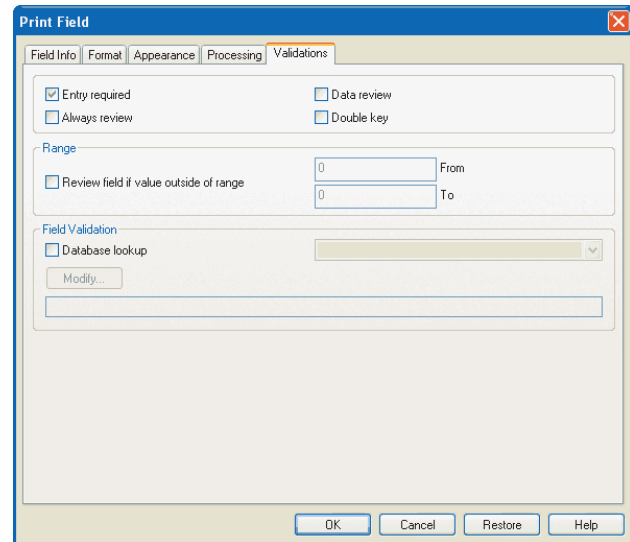 Print Field
Field Info Format Appearance Processing Validations
Entry required Data review
Always review Double key
Range
0 From
Review field if value outside of range
0 To
Field Validation
Database lookup
Modify...
OK Cancel Restore Help